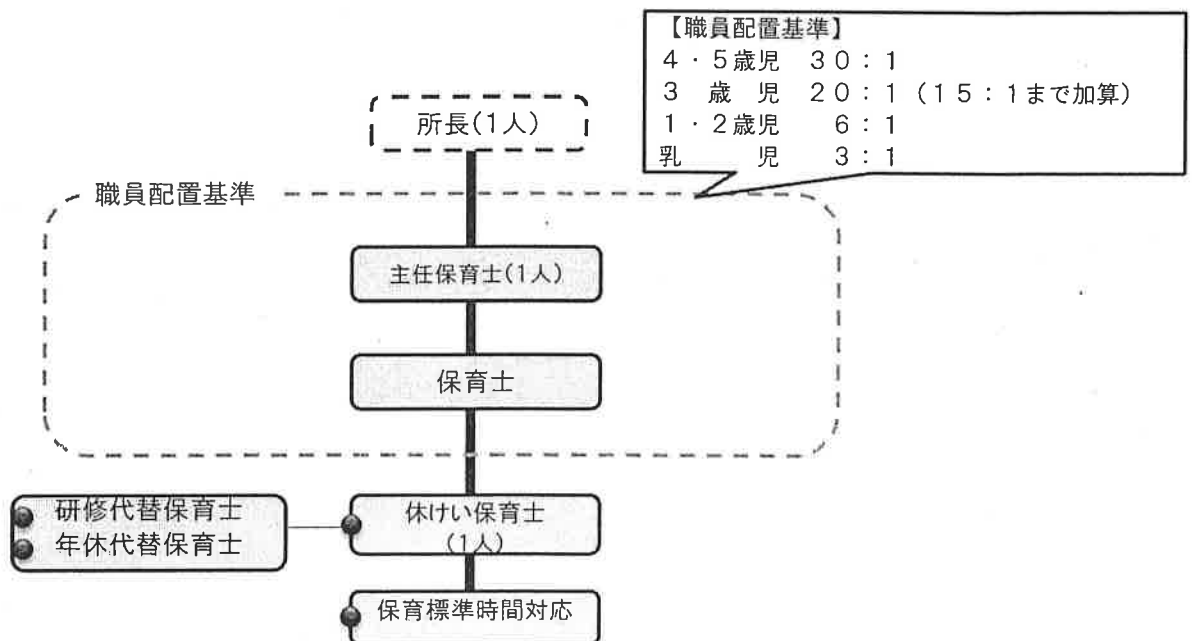 【職員配置基準】
4・5歳児 30:1
3 歳 児 20:1(15:1まで加算)
1・2歳児 6:1
乳 児 3:1
所長(1人)
職員配置基準
主任保育士(1人)
保育士
研修代替保育士
年休代替保育士
休けい保育士
(1人)
保育標準時間対応